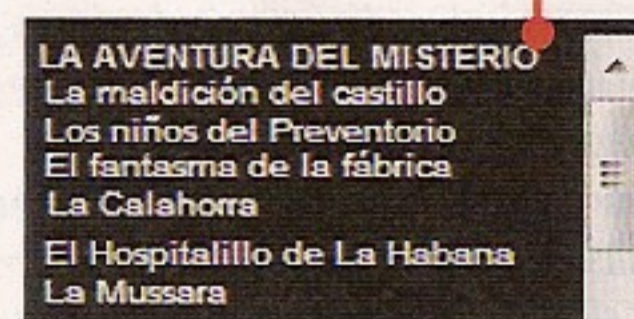 LA AVENTURA DEL MISTERIO
La maldición del castillo
Los niños del Preventorio
El fantasma de la fábrica
La Calahorra
El Hospitalillo de La Habana
La Mussara